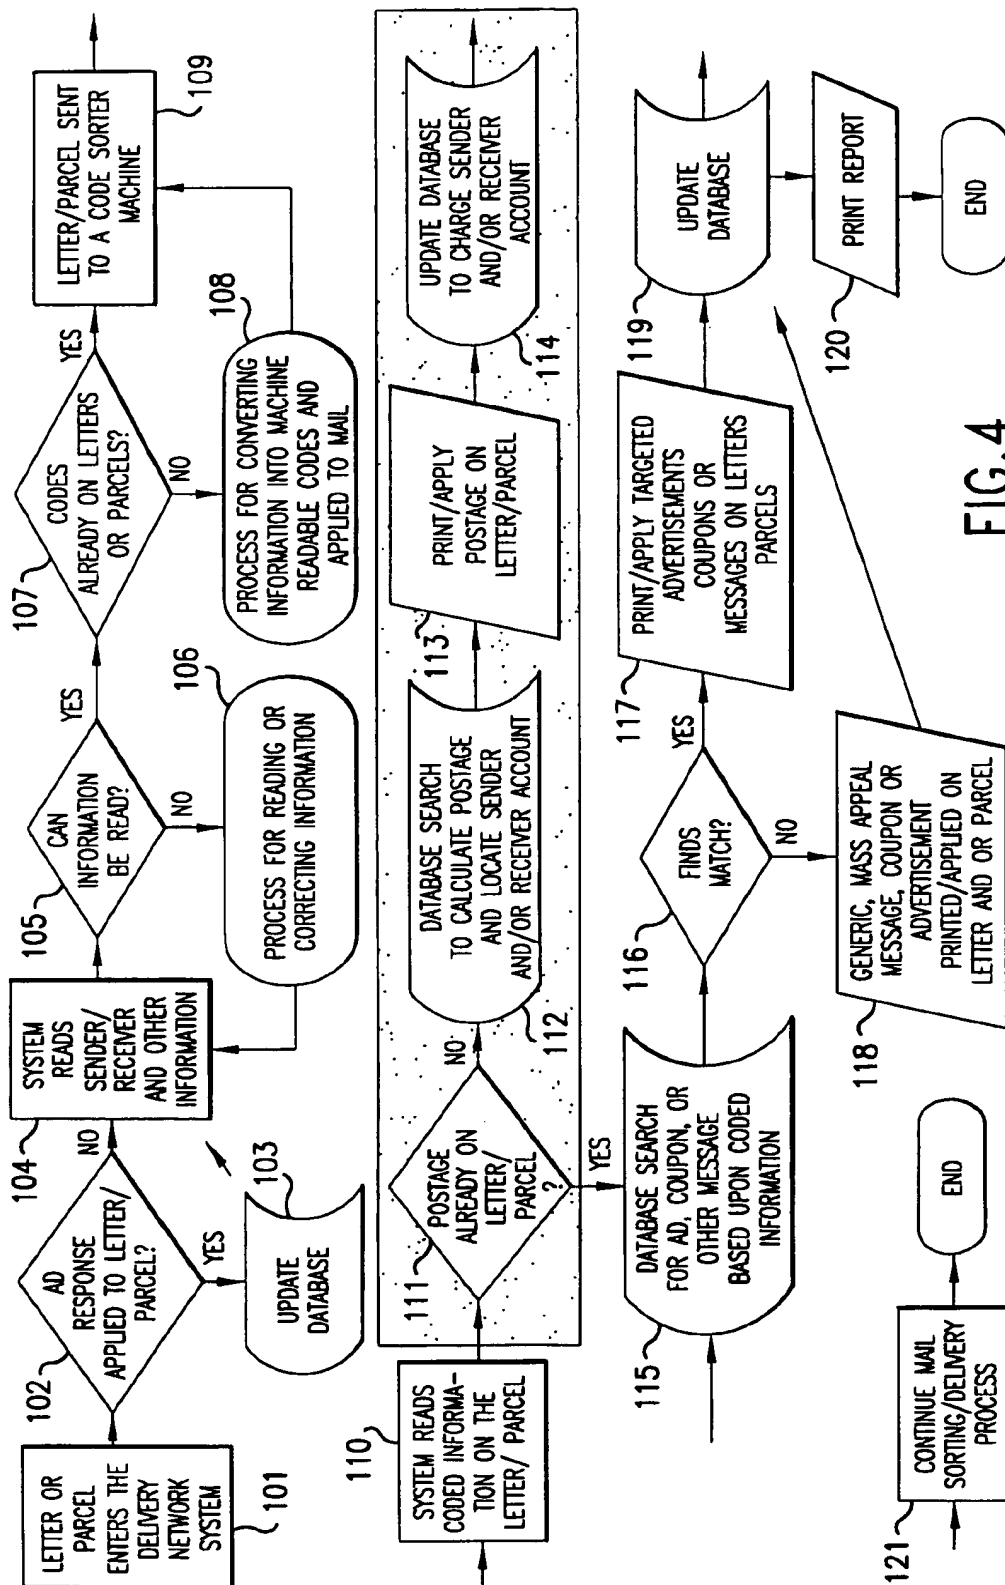 LETTER OR
PARCEL
ENTERS THE
DELIVERY
NETWORK
SYSTEM
101
102
AD
RESPONSE
APPLIED TO LETTER/
PARCEL?
NO
YES
UPDATE
DATABASE
103
104
SYSTEM
READS
SENDER/
RECEIVER
AND OTHER
INFORMATION
105
CAN
INFORMATION
BE READ?
YES
NO
PROCESS FOR READING OR
CORRECTING INFORMATION
106
107
CODES
ALREADY ON LETTERS
OR PARCELS?
YES
NO
PROCESS FOR CONVERTING
INFORMATION INTO MACHINE
READABLE CODES AND
APPLIED TO MAIL
108
LETTER/PARCEL SENT
TO A CODE SORTER
MACHINE
109
110
SYSTEM READS
CODED INFORMA-
TION ON THE
LETTER/ PARCEL
111
POSTAGE
ALREADY ON
LETTER/
PARCEL
?
NO
YES
DATABASE SEARCH
TO CALCULATE POSTAGE
AND LOCATE SENDER
AND/OR RECEIVER ACCOUNT
112
PRINT/APPLY
POSTAGE ON
LETTER/PARCEL
113
UPDATE DATABASE
TO CHARGE SENDER
AND/OR RECEIVER
ACCOUNT
114
115
DATABASE SEARCH
FOR AD, COUPON, OR
OTHER MESSAGE
BASED UPON CODED
INFORMATION
116
FINDS
MATCH?
YES
NO
117
PRINT/APPLY TARGETED
ADVERTISEMENTS
COUPONS OR
MESSAGES ON LETTERS
PARCELS
118
GENERIC, MASS APPEAL
MESSAGE, COUPON OR
ADVERTISEMENT
PRINTED/APPLIED ON
LETTER AND OR PARCEL
119
UPDATE
DATABASE
120
PRINT REPORT
END
121
CONTINUE MAIL
SORTING/DELIVERY
PROCESS
END
FIG.4